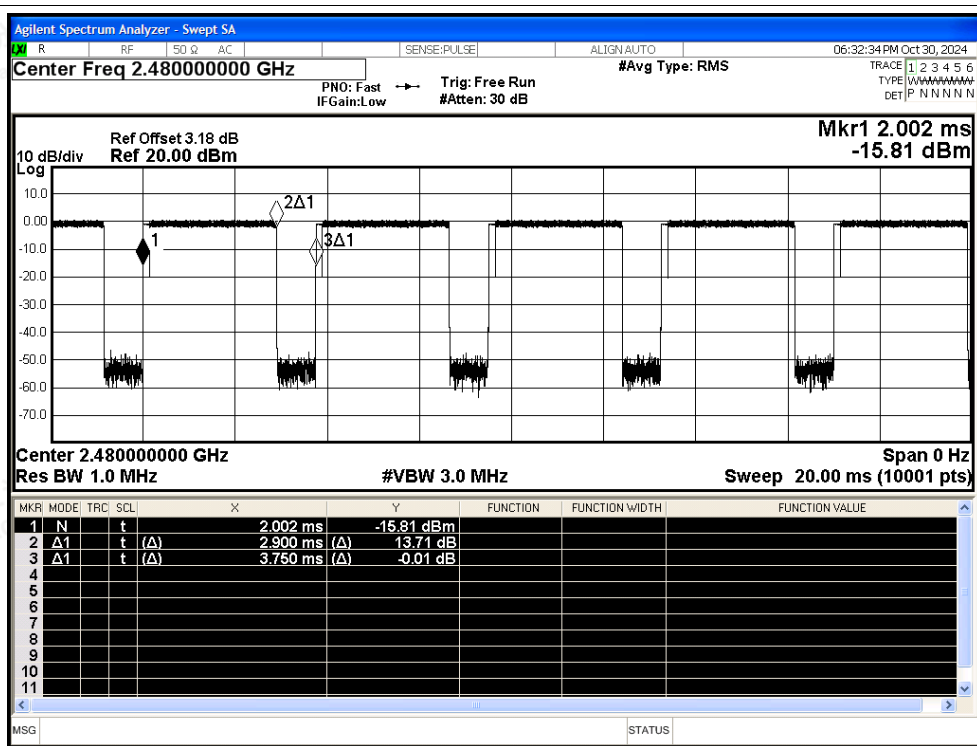 Agilent Spectrum Analyzer - Swept SA
LXI R RF 50 Ω AC SENSE:PULSE ALIGN AUTO 06:32:34 PM Oct 30, 2024
Center Freq 2.480000000 GHz #Avg Type: RMS TRACE 1 2 3 4 5 6
PNO: Fast Trig: Free Run TYPE WWWWWW
IFGain:Low #Atten: 30 dB DET P N N N N N
Mkr1 2.002 ms
-15.81 dBm
Ref Offset 3.18 dB
10 dB/div Ref 20.00 dBm
Log
10.0
0.00
-10.0
-20.0
-30.0
-40.0
-50.0
-60.0
-70.0
2Δ1
1
3Δ1
Center 2.480000000 GHz Span 0 Hz
Res BW 1.0 MHz #VBW 3.0 MHz Sweep 20.00 ms (10001 pts)
MKR MODE TRC SCL X Y FUNCTION FUNCTION WIDTH FUNCTION VALUE
1 N t 2.002 ms -15.81 dBm
2 Δ1 t (Δ) 2.900 ms (Δ) 13.71 dB
3 Δ1 t (Δ) 3.750 ms (Δ) -0.01 dB
4
5
6
7
8
9
10
11
MSG STATUS